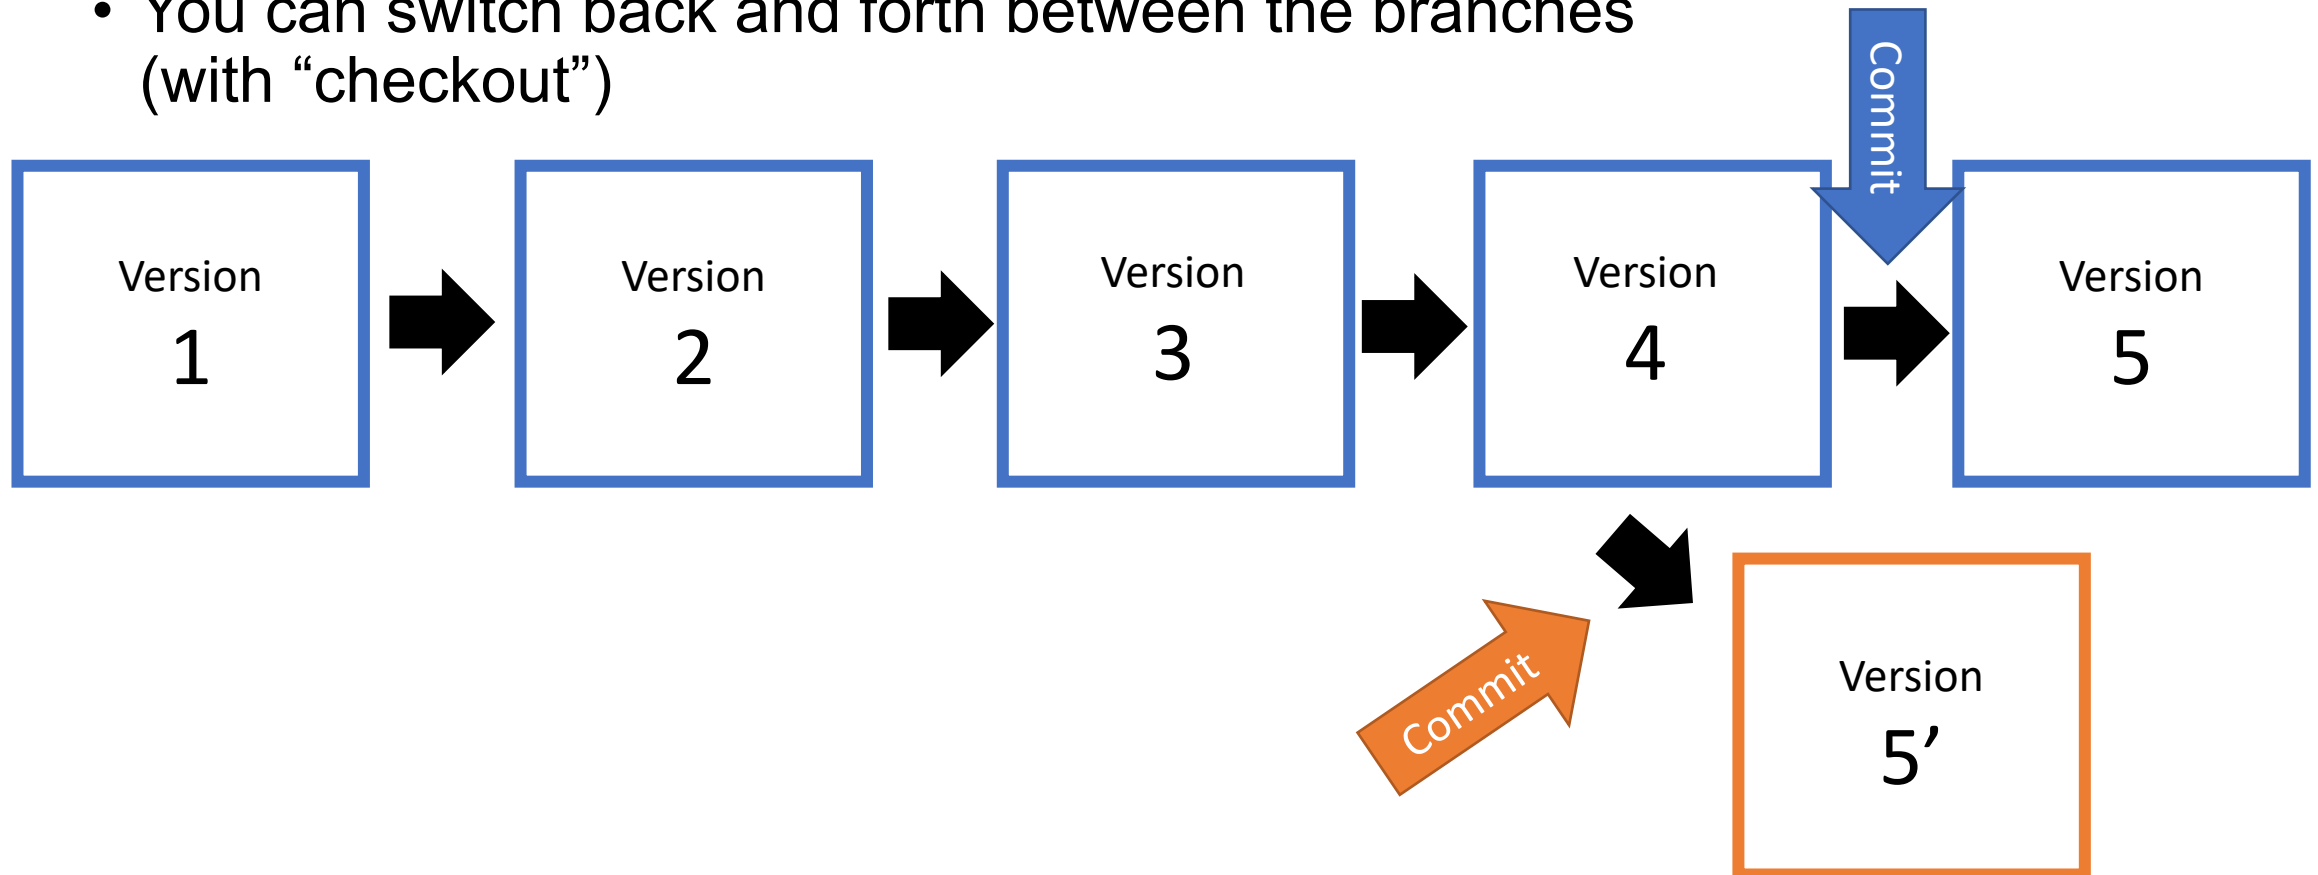 • You can switch back and forth between the branches
(with “checkout”)
Commit
Version
1
Version
2
Version
3
Version
4
Version
5
Commit
Version
5’